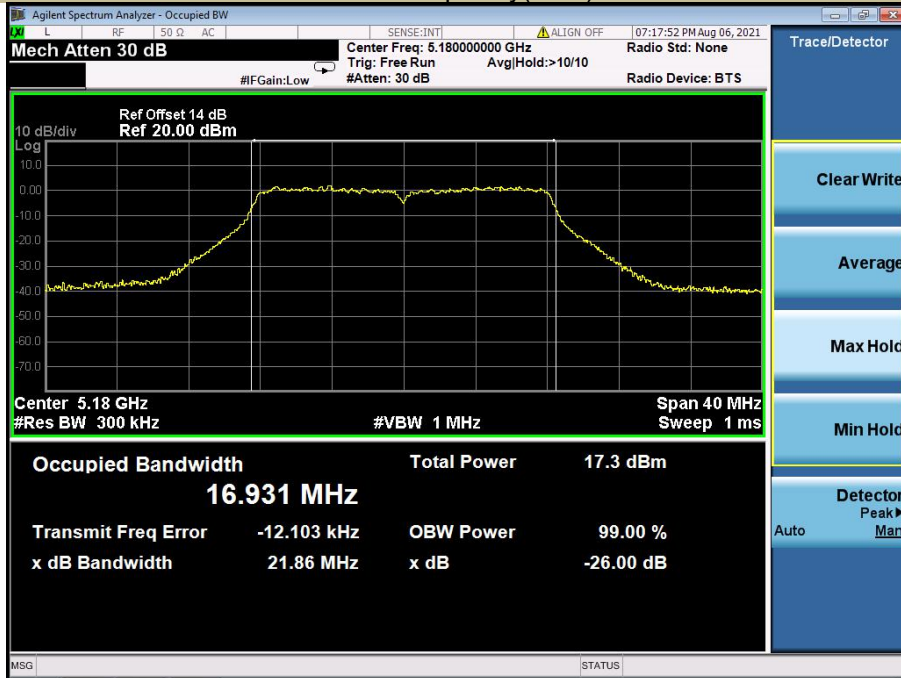 Agilent Spectrum Analyzer - Occupied BW
LXI L RF 50 Ω AC SENSE:INT ALIGN OFF 07:17:52 PM Aug 06, 2021
Mech Atten 30 dB
Center Freq: 5.180000000 GHz Radio Std: None
Trig: Free Run Avg|Hold:>10/10
#IFGain:Low #Atten: 30 dB Radio Device: BTS
Trace/Detector
Ref Offset 14 dB
10 dB/div Ref 20.00 dBm
Log
10.0
0.00
-10.0
-20.0
-30.0
-40.0
-50.0
-60.0
-70.0
Center 5.18 GHz Span 40 MHz
#Res BW 300 kHz #VBW 1 MHz Sweep 1 ms
Occupied Bandwidth Total Power 17.3 dBm
16.931 MHz
Transmit Freq Error -12.103 kHz OBW Power 99.00 %
x dB Bandwidth 21.86 MHz x dB -26.00 dB
Clear Write
Average
Max Hold
Min Hold
Detector
Peak
Auto Man
MSG STATUS